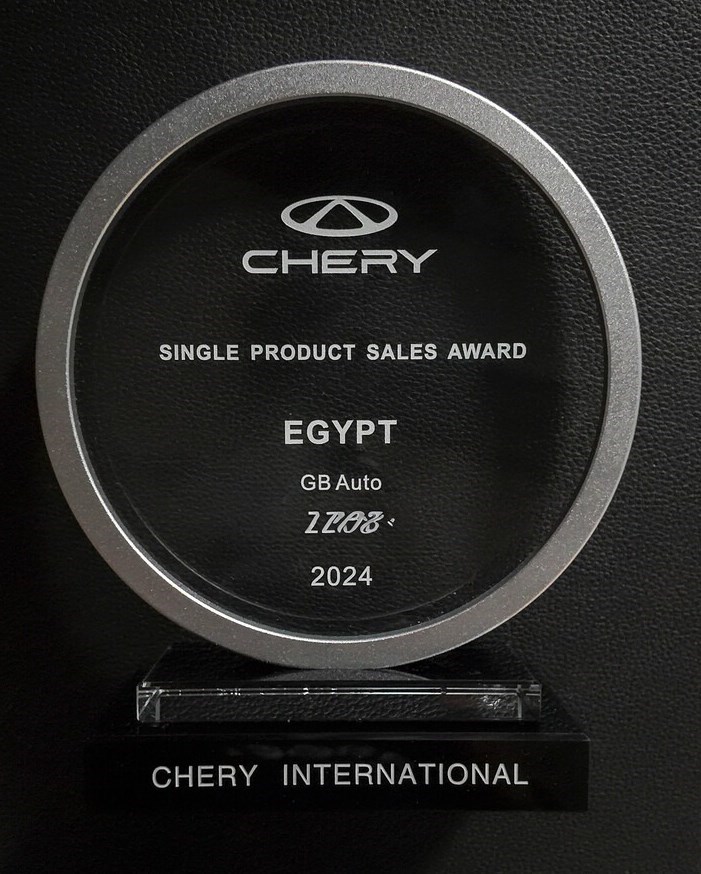 CHERY
SINGLE PRODUCT SALES AWARD
EGYPT
GB Auto
2024
CHERY INTERNATIONAL